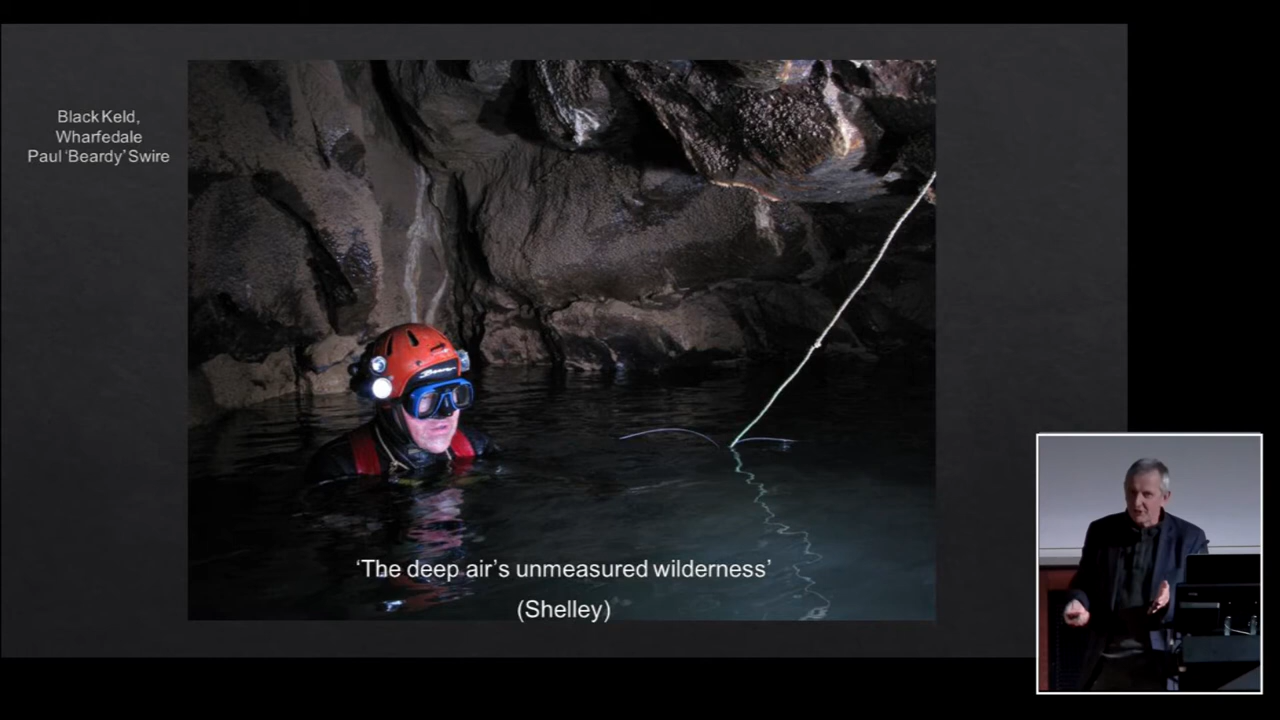 Black Keld,
Wharfedale
Paul ‘Beardy’ Swire
‘The deep air’s unmeasured wilderness’
(Shelley)